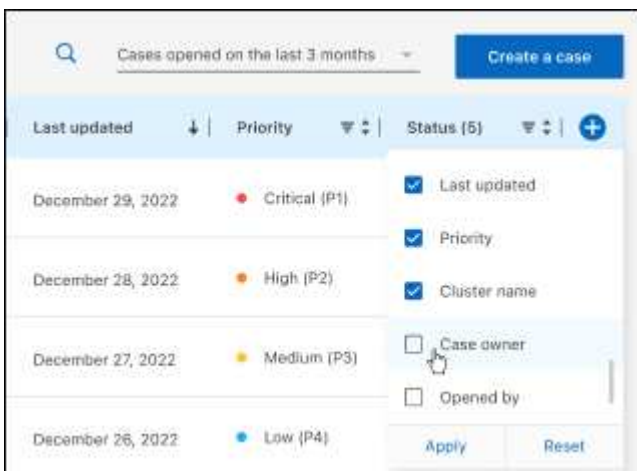 Cases opened on the last 3 months
Create a case
Last updated
Priority
Status (5)
December 29, 2022
Critical (P1)
December 28, 2022
High (P2)
December 27, 2022
Medium (P3)
December 26, 2022
Low (P4)
Last updated
Priority
Cluster name
Case owner
Opened by
Apply
Reset